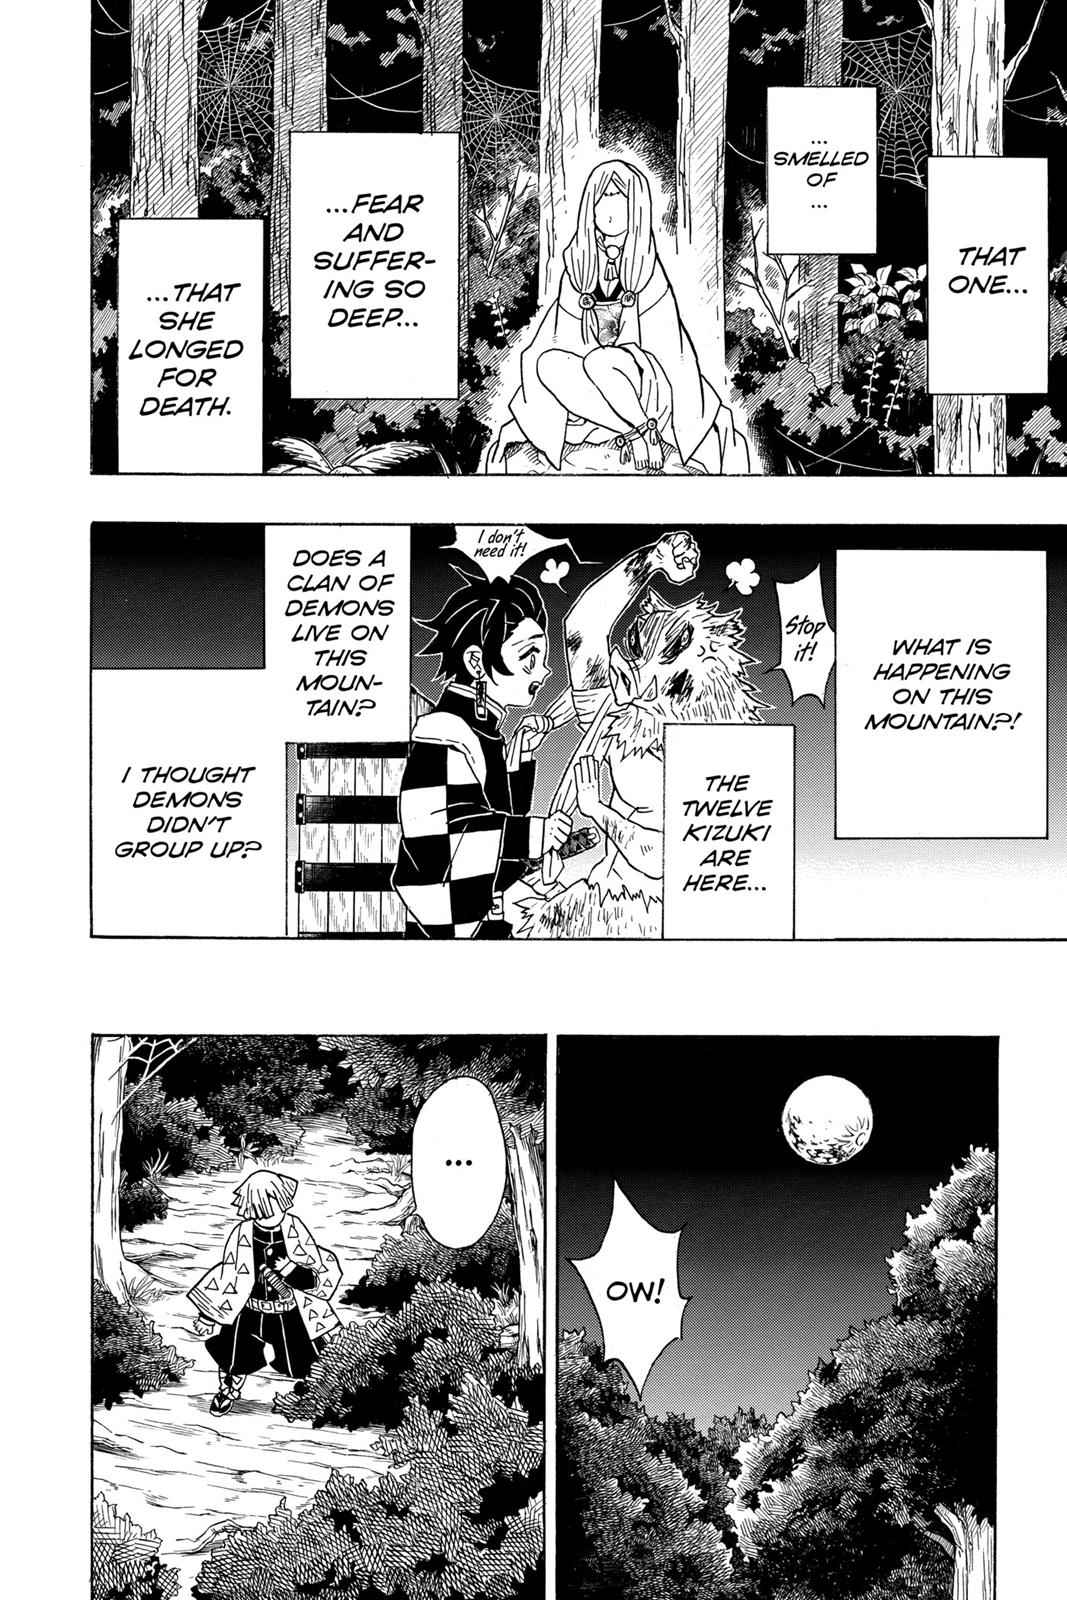 THAT
ONE...
...
SMELLED
OF
...
...FEAR
AND
SUFFER-
ING SO
DEEP...
...THAT
SHE
LONGED
FOR
DEATH.
WHAT IS
HAPPENING
ON THIS
MOUNTAIN?!
Stop
it!
THE
TWELVE
KIZUKI
ARE
HERE...
I don't
need it!
DOES A
CLAN OF
DEMONS
LIVE ON
THIS
MOUN-
TAIN?
I THOUGHT
DEMONS
DIDN'T
GROUP UP?
OW!
...